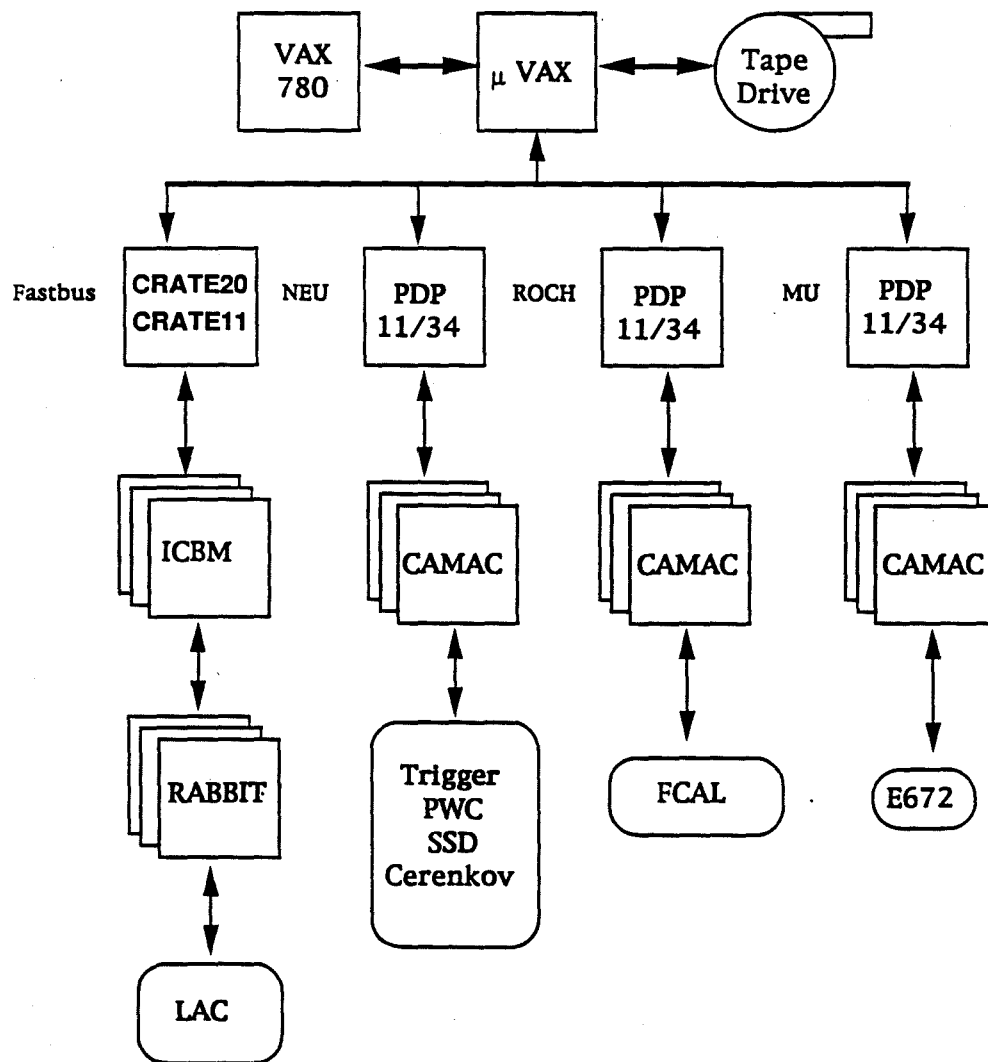 VAX
780
μ VAX
Tape
Drive
Fastbus
CRATE20
CRATE11
NEU
PDP
11/34
ROCH
PDP
11/34
MU
PDP
11/34
ICBM
CAMAC
CAMAC
CAMAC
RABBIT
Trigger
PWC
SSD
Cerenkov
FCAL
E672
LAC